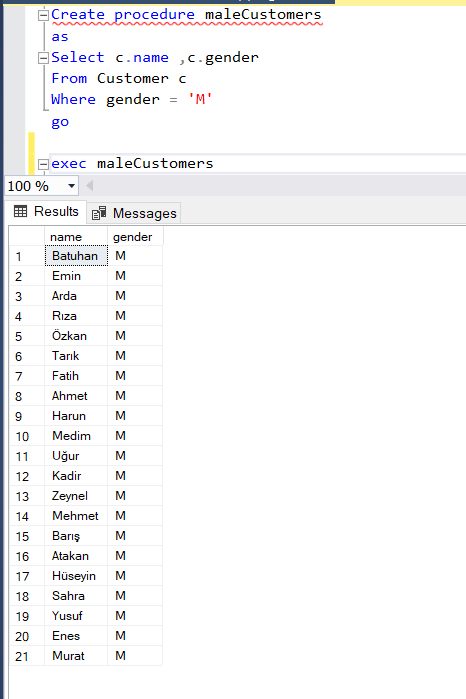 Create procedure maleCustomers
as
Select c.name ,c.gender
From Customer c
Where gender = 'M'
go
exec maleCustomers
100 %
Results Messages
name gender
1 Batuhan M
2 Emin M
3 Arda M
4 Rıza M
5 Özkan M
6 Tarık M
7 Fatih M
8 Ahmet M
9 Harun M
10 Medim M
11 Uğur M
12 Kadir M
13 Zeynel M
14 Mehmet M
15 Barış M
16 Atakan M
17 Hüseyin M
18 Sahra M
19 Yusuf M
20 Enes M
21 Murat M